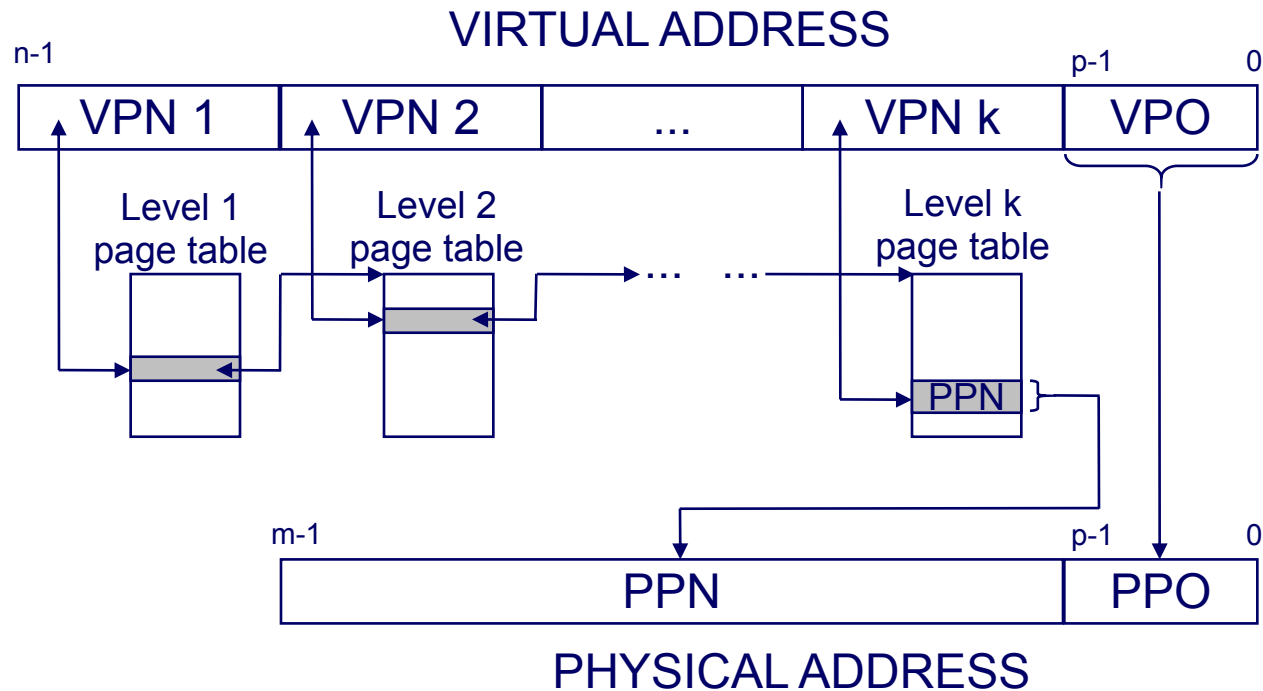 VIRTUAL ADDRESS
n-1 p-1 0
VPN 1 VPN 2 ... VPN k VPO
Level 1 Level 2 Level k
page table page table page table
... ...
PPN
m-1 p-1 0
PPN PPO
PHYSICAL ADDRESS